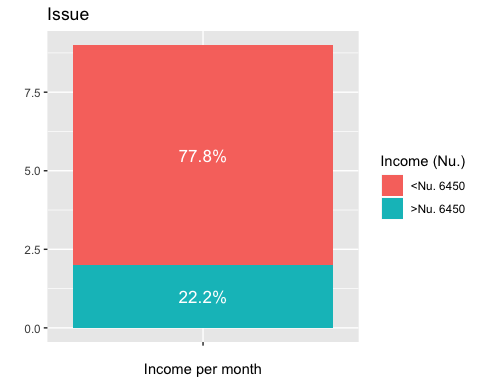 Issue
7.5
5.0
2.5
0.0
77.8%
22.2%
Income per month
Income (Nu.)
<Nu. 6450
>Nu. 6450